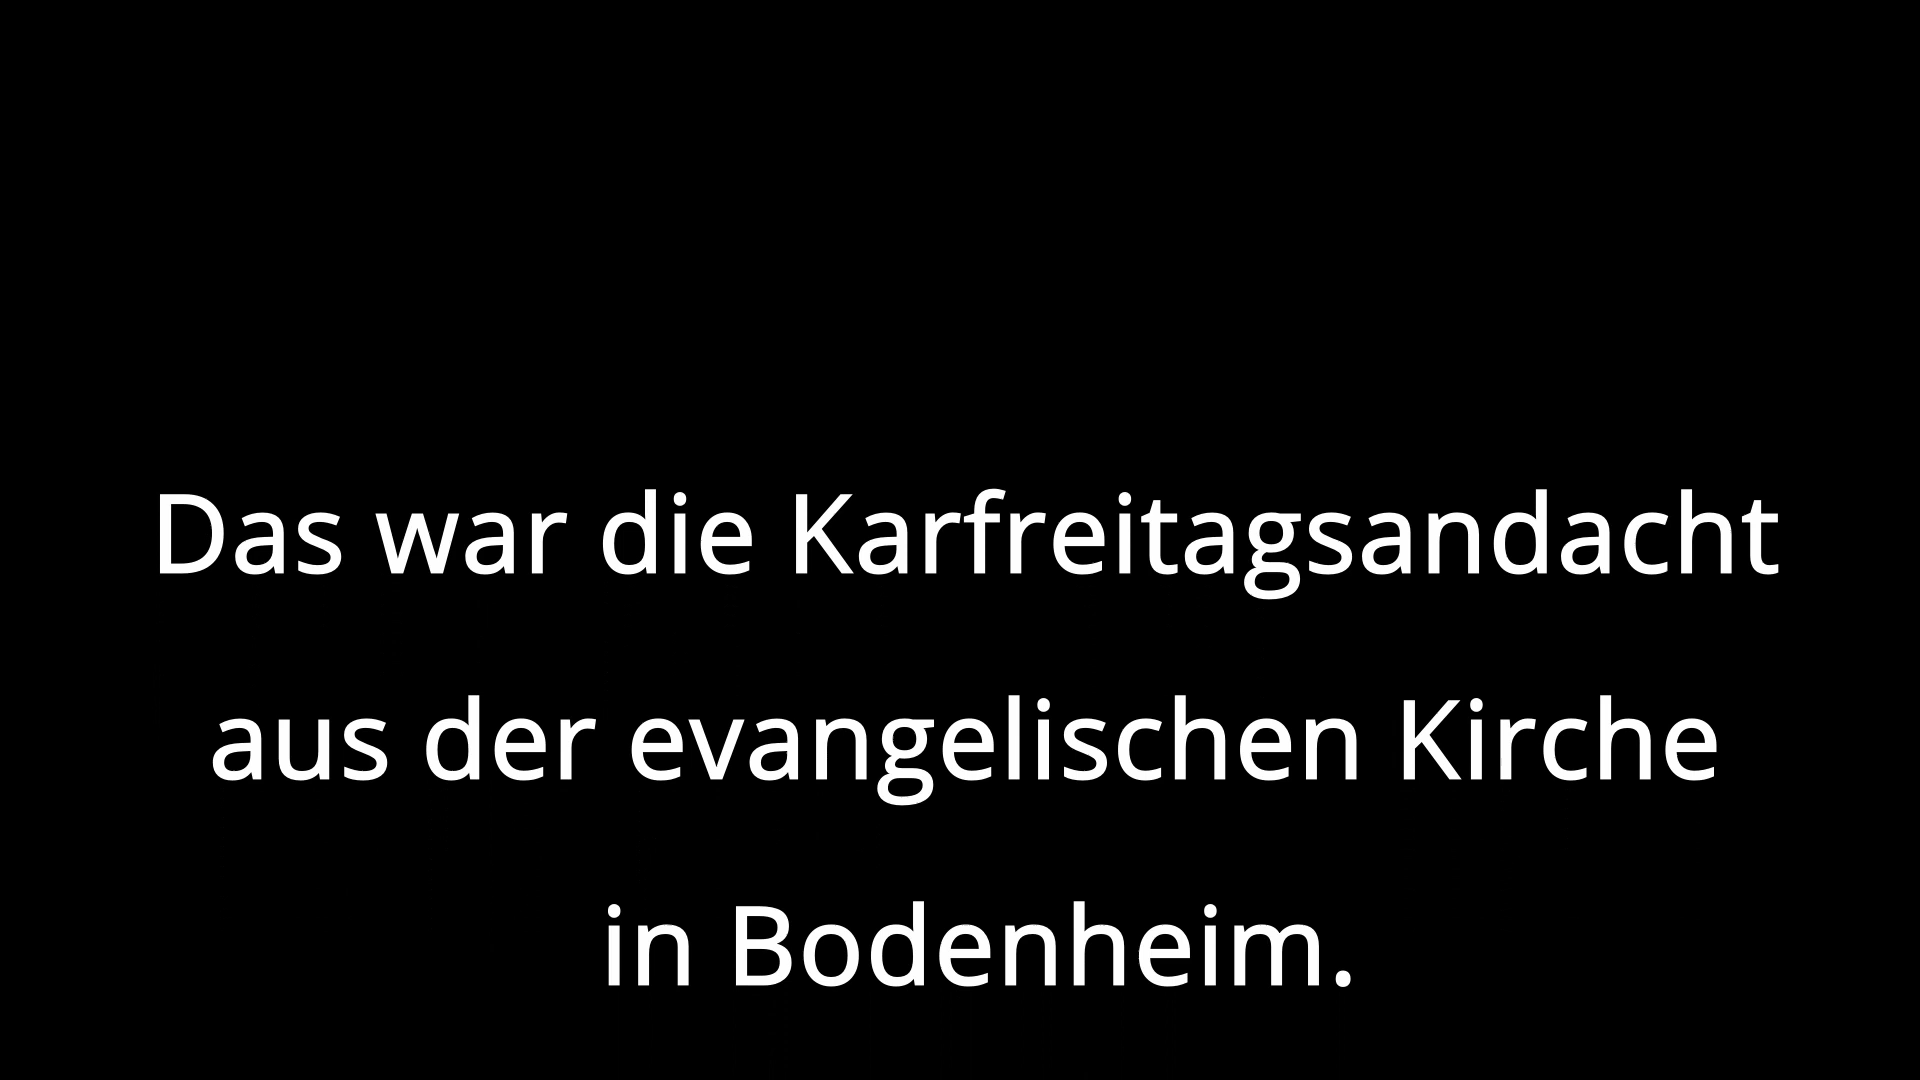 Das war die Karfreitagsandacht
aus der evangelischen Kirche
in Bodenheim.